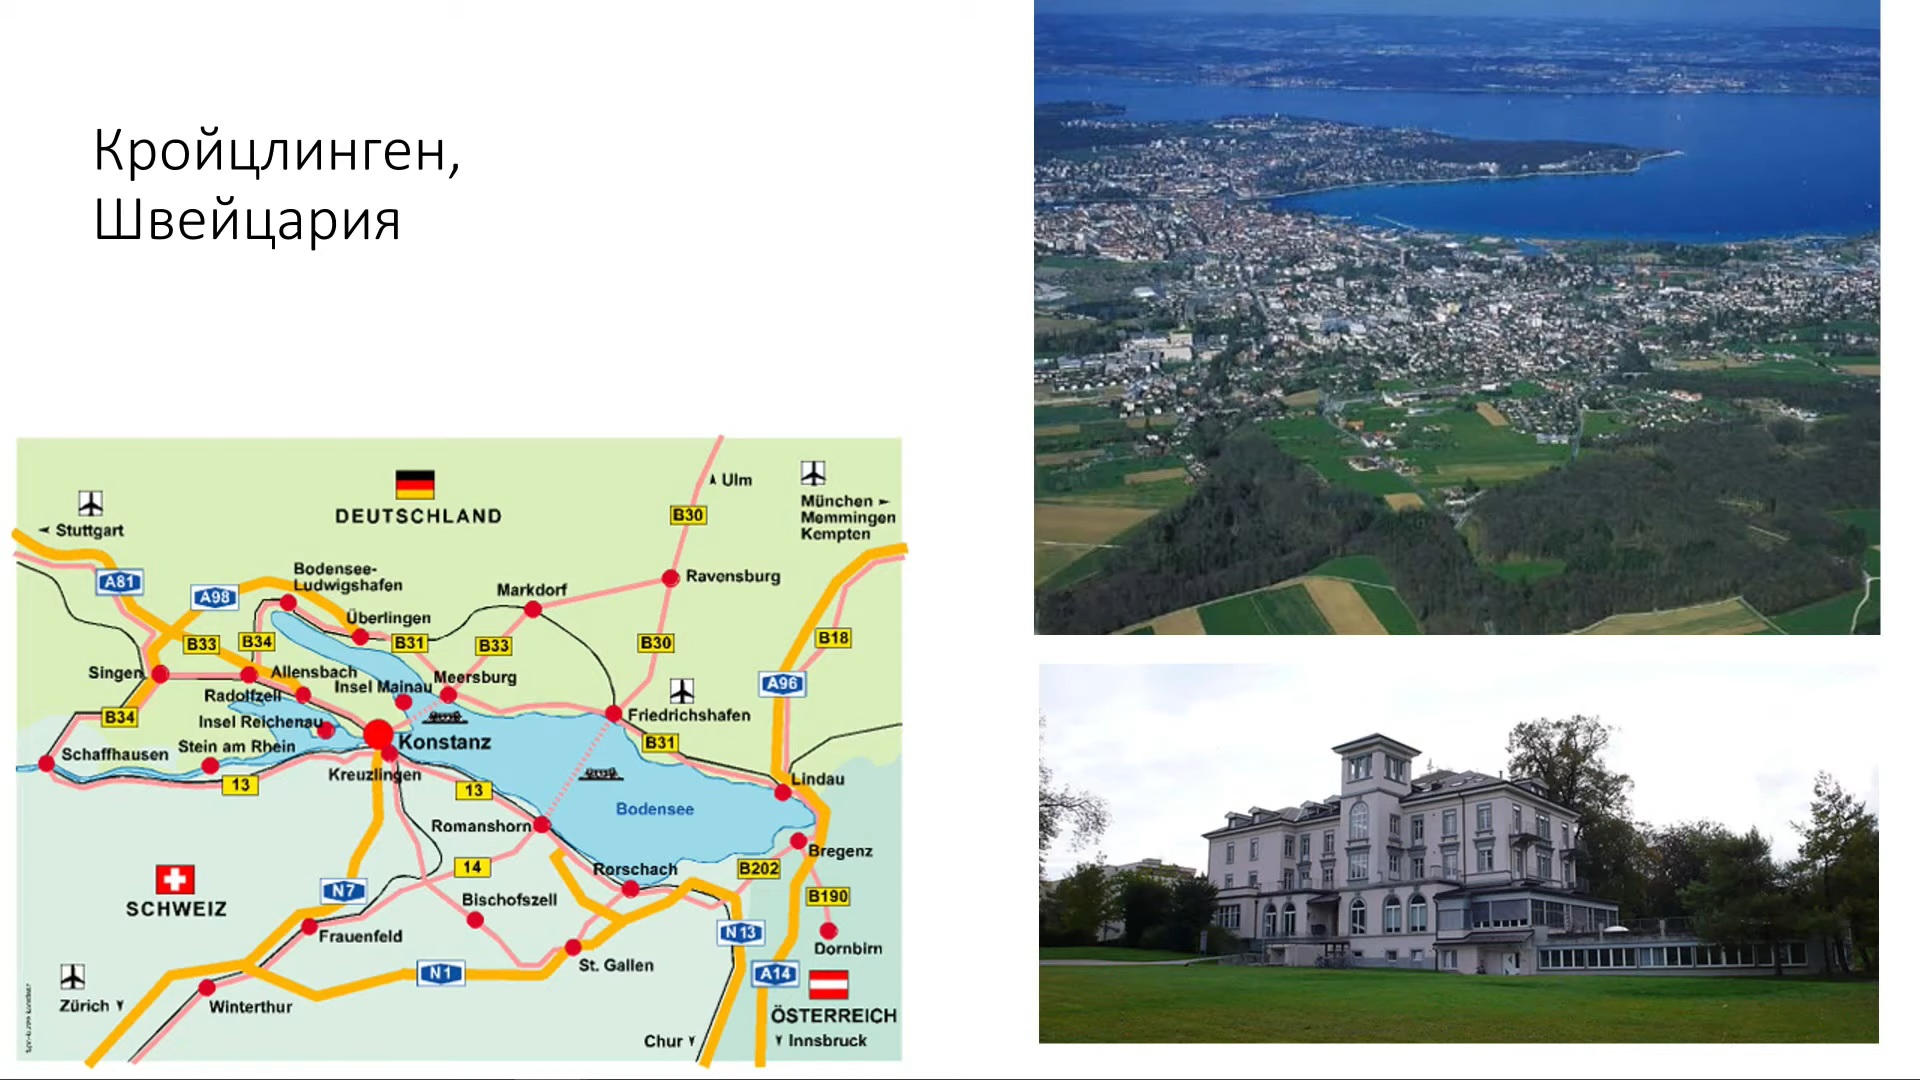 Кройцлинген,
Швейцария
DEUTSCHLAND
Ulm
München
Memmingen
Kempten
Stuttgart
B30
A81
A98
Bodensee-
Ludwigshafen
Markdorf
Ravensburg
Überlingen
B33
B34
B31
B33
B30
B18
Singen
Allensbach
Insel Mainau
Meersburg
A96
Radolfzell
B34
Insel Reichenau
Friedrichshafen
Konstanz
B31
Schaffhausen
Stein am Rhein
Kreuzlingen
13
13
Lindau
Bodensee
Romanshorn
14
Rorschach
B202
Bregenz
N7
B190
SCHWEIZ
Bischofszell
Frauenfeld
N13
Dornbirn
N1
St. Gallen
A14
Zürich
Winterthur
ÖSTERREICH
Chur
Innsbruck